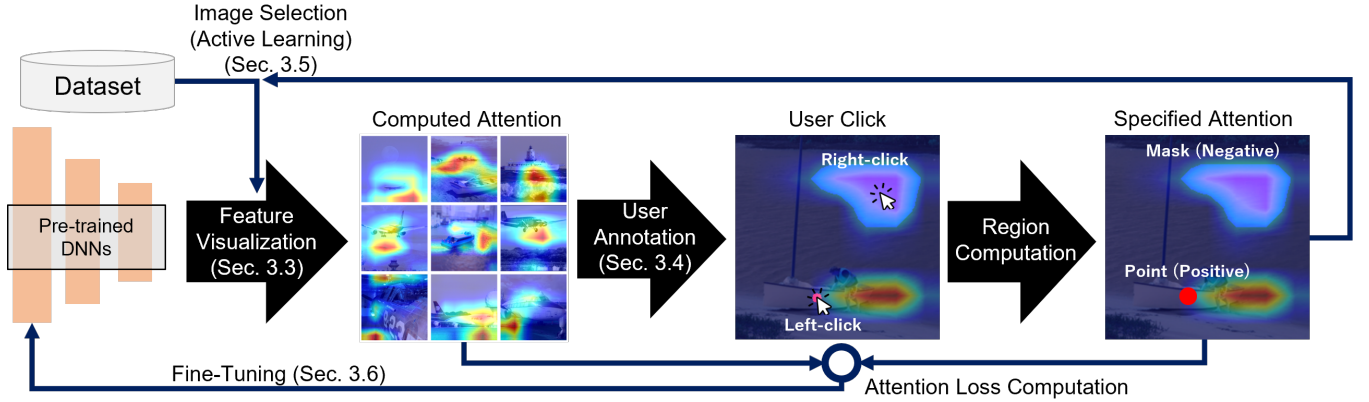 Image Selection
(Active Learning)
(Sec. 3.5)
Dataset
Pre-trained
DNNs
Feature
Visualization
(Sec. 3.3)
Computed Attention
User
Annotation
(Sec. 3.4)
User Click
Right-click
Left-click
Region
Computation
Specified Attention
Mask (Negative)
Point (Positive)
Fine-Tuning (Sec. 3.6)
Attention Loss Computation